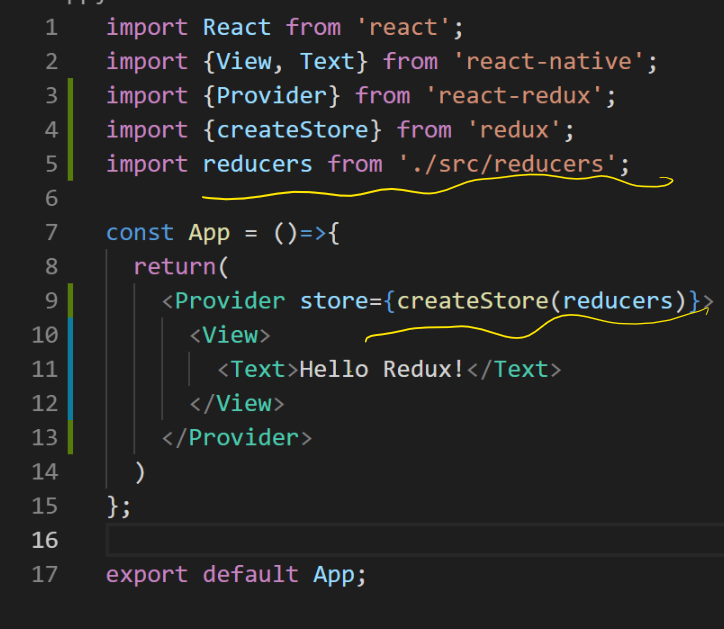 1 import React from 'react';
2 import {View, Text} from 'react-native';
3 import {Provider} from 'react-redux';
4 import {createStore} from 'redux';
5 import reducers from './src/reducers';
6
7 const App = ()=>{
8 return(
9 <Provider store={createStore(reducers)}>
10 <View>
11 <Text>Hello Redux!</Text>
12 </View>
13 </Provider>
14 )
15 };
16
17 export default App;